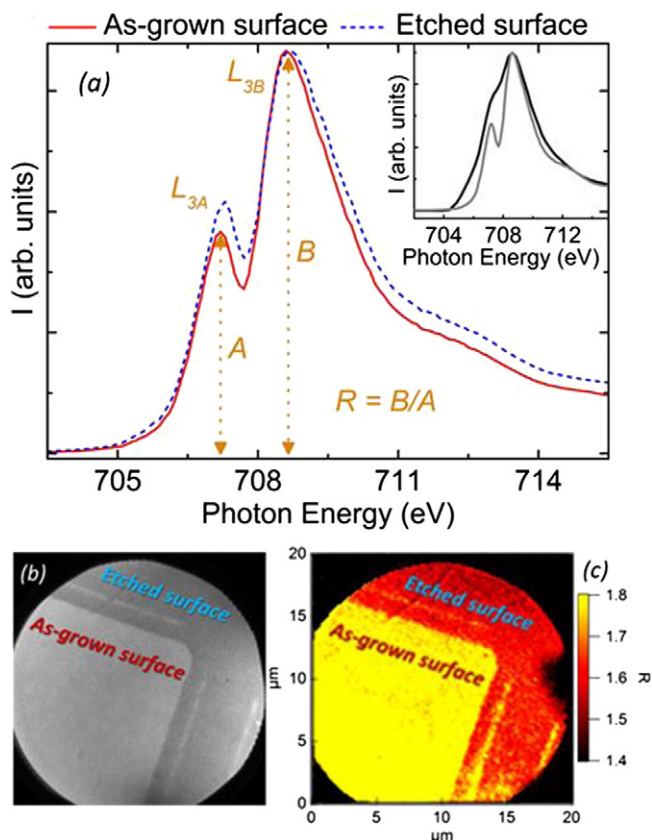 As-grown surface Etched surface
(a)
L3B
L3A
A
B
R = B/A
I (arb. units)
705 708 711 714
Photon Energy (eV)
I (arb. units)
704 708 712
Photon Energy (eV)
(b)
Etched surface
As-grown surface
(c)
Etched surface
As-grown surface
20
15
10
5
0
µm
0 5 10 15 20
µm
1.8
1.7
1.6
1.5
1.4
R